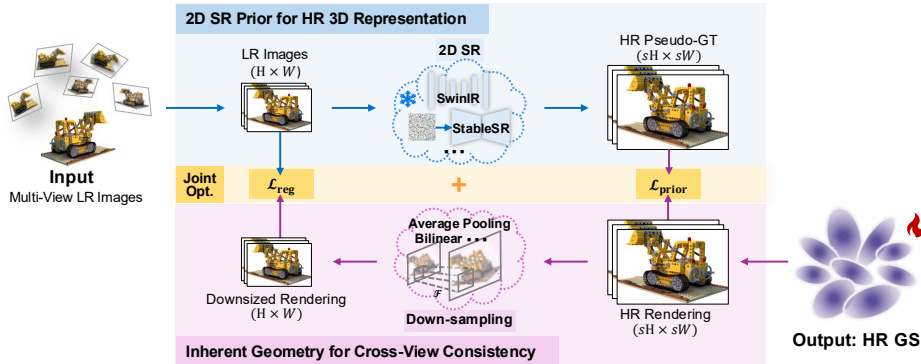 2D SR Prior for HR 3D Representation
LR Images
(H × W)
2D SR
SwinIR
StableSR
...
HR Pseudo-GT
(sH × sW)
Input
Multi-View LR Images
Joint
Opt.
ℒreg
+
ℒprior
Average Pooling
Bilinear ...
ℱ
Down-sampling
Downsized Rendering
(H × W)
HR Rendering
(sH × sW)
Output: HR GS
Inherent Geometry for Cross-View Consistency